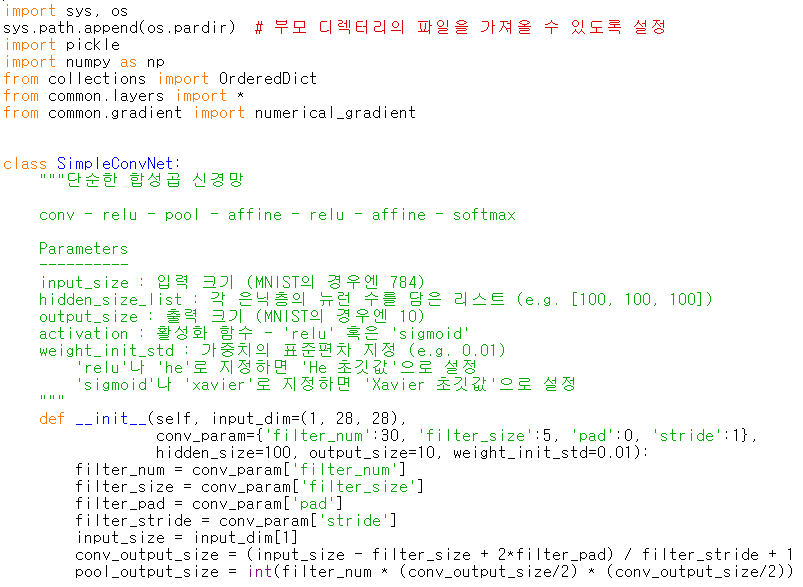 import sys, os
sys.path.append(os.pardir)  # 부모 디렉터리의 파일을 가져올 수 있도록 설정
import pickle
import numpy as np
from collections import OrderedDict
from common.layers import *
from common.gradient import numerical_gradient
class SimpleConvNet:
    """단순한 합성곱 신경망
    conv - relu - pool - affine - relu - affine - softmax
    Parameters
    ----------
    input_size : 입력 크기 (MNIST의 경우엔 784)
    hidden_size_list : 각 은닉층의 뉴런 수를 담은 리스트 (e.g. [100, 100, 100])
    output_size : 출력 크기 (MNIST의 경우엔 10)
    activation : 활성화 함수 - 'relu' 혹은 'sigmoid'
    weight_init_std : 가중치의 표준편차 지정 (e.g. 0.01)
        'relu'나 'he'로 지정하면 'He 초깃값'으로 설정
        'sigmoid'나 'xavier'로 지정하면 'Xavier 초깃값'으로 설정
    """
    def __init__(self, input_dim=(1, 28, 28),
                 conv_param={'filter_num':30, 'filter_size':5, 'pad':0, 'stride':1},
                 hidden_size=100, output_size=10, weight_init_std=0.01):
        filter_num = conv_param['filter_num']
        filter_size = conv_param['filter_size']
        filter_pad = conv_param['pad']
        filter_stride = conv_param['stride']
        input_size = input_dim[1]
        conv_output_size = (input_size - filter_size + 2*filter_pad) / filter_stride + 1
        pool_output_size = int(filter_num * (conv_output_size/2) * (conv_output_size/2))